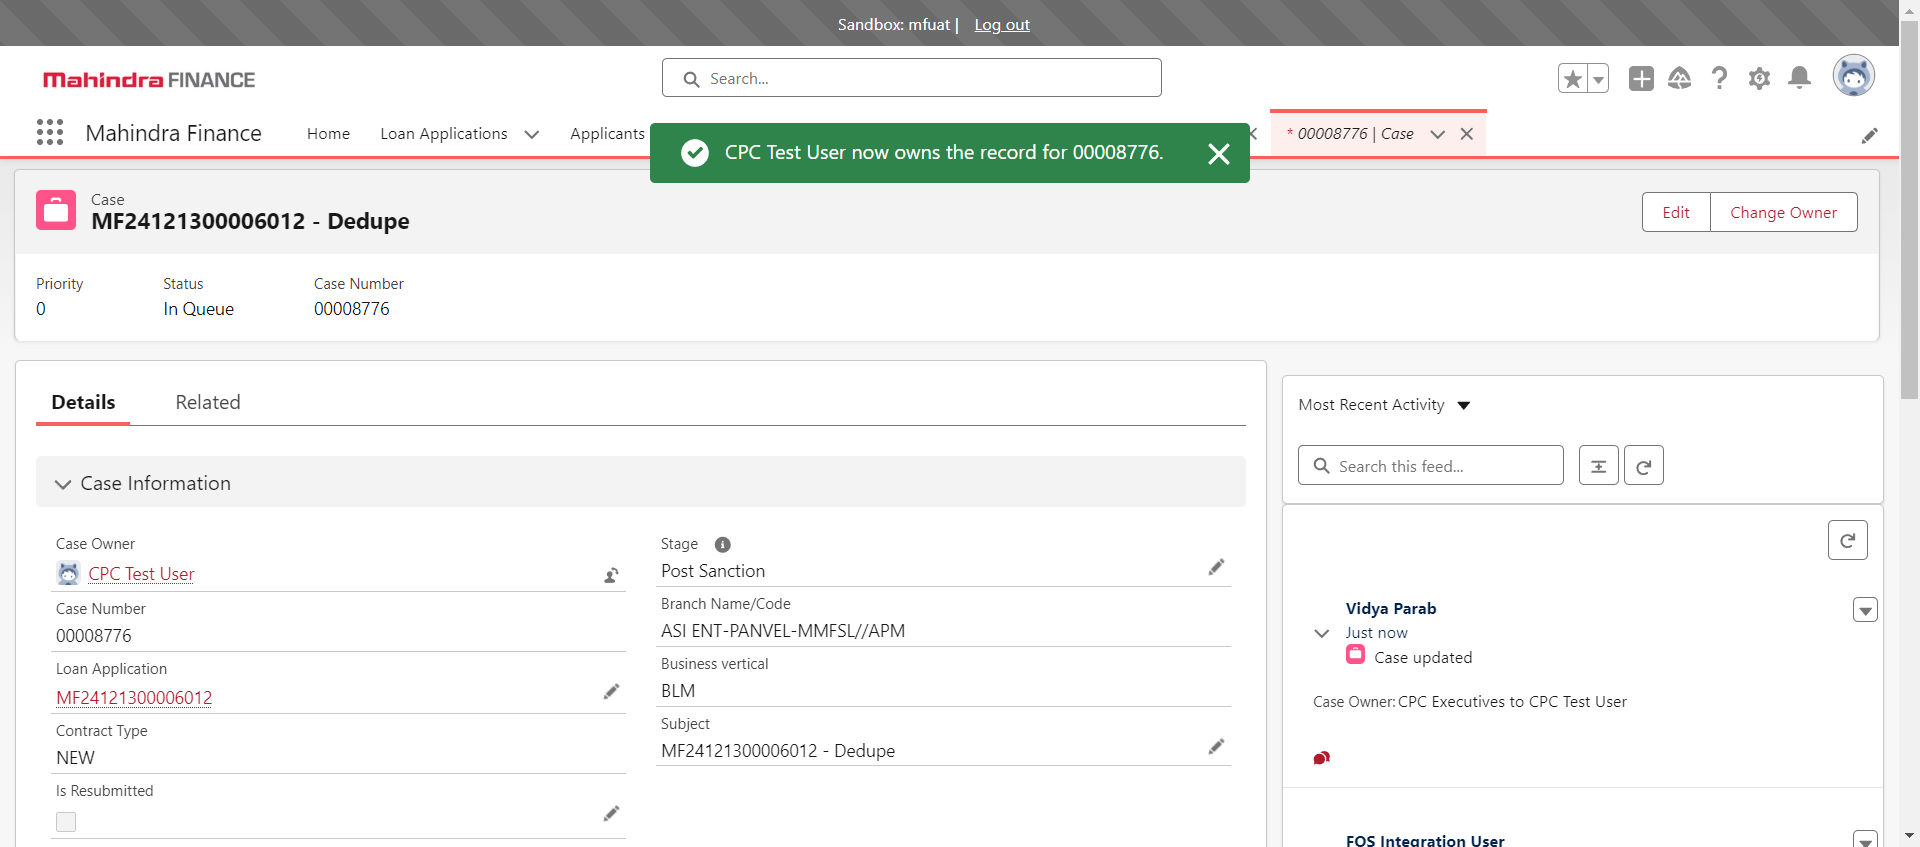 Sandbox: mfuat | Log out
Mahindra FINANCE
Search...
Mahindra Finance
Home
Loan Applications
Applicants
* 00008776 | Case
CPC Test User now owns the record for 00008776.
Case
MF24121300006012 - Dedupe
Edit
Change Owner
Priority
Status
Case Number
0
In Queue
00008776
Details
Related
Case Information
Case Owner
CPC Test User
Case Number
00008776
Loan Application
MF24121300006012
Contract Type
NEW
Is Resubmitted
Stage
Post Sanction
Branch Name/Code
ASI ENT-PANVEL-MMFSL//APM
Business vertical
BLM
Subject
MF24121300006012 - Dedupe
Most Recent Activity
Search this feed...
Vidya Parab
Just now
Case updated
Case Owner: CPC Executives to CPC Test User
FOS Integration User